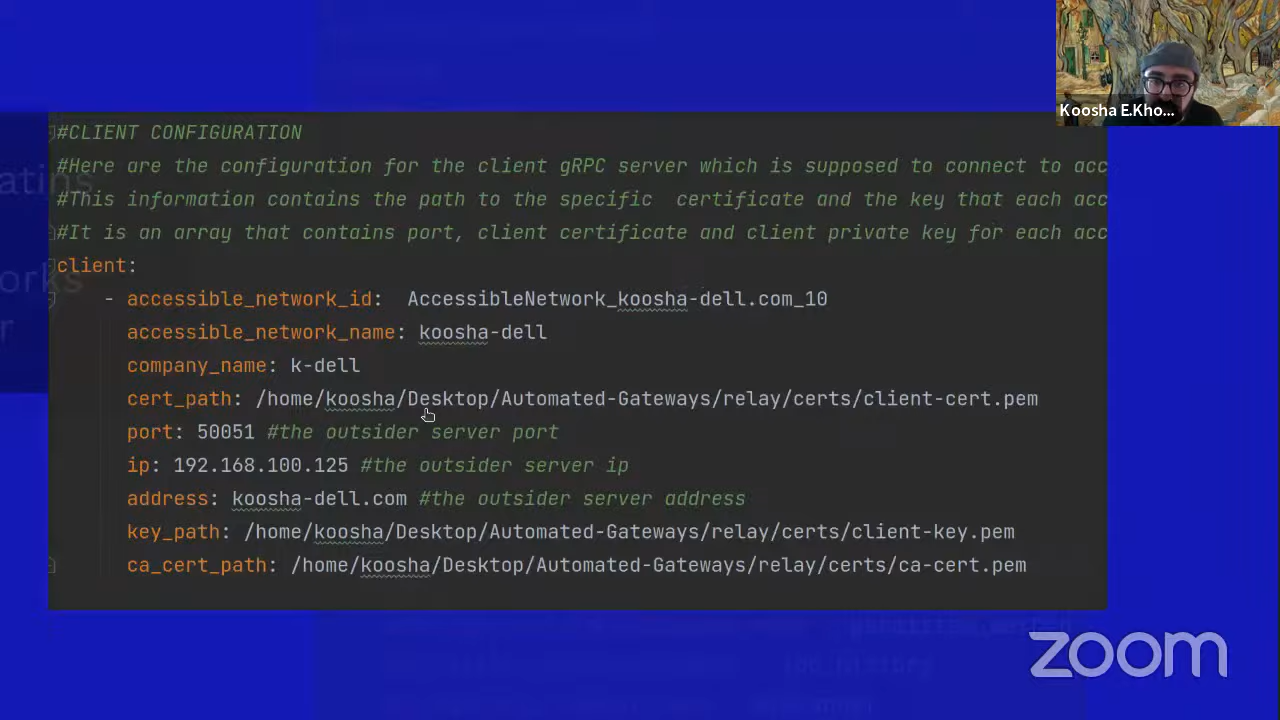 Koosha E.Kho...
#CLIENT CONFIGURATION
#Here are the configuration for the client gRPC server which is supposed to connect to acc
#This information contains the path to the specific  certificate and the key that each acc
#It is an array that contains port, client certificate and client private key for each acc
client:
- accessible_network_id:  AccessibleNetwork_koosha-dell.com_10
accessible_network_name: koosha-dell
company_name: k-dell
cert_path: /home/koosha/Desktop/Automated-Gateways/relay/certs/client-cert.pem
port: 50051 #the outsider server port
ip: 192.168.100.125 #the outsider server ip
address: koosha-dell.com #the outsider server address
key_path: /home/koosha/Desktop/Automated-Gateways/relay/certs/client-key.pem
ca_cert_path: /home/koosha/Desktop/Automated-Gateways/relay/certs/ca-cert.pem
zoom